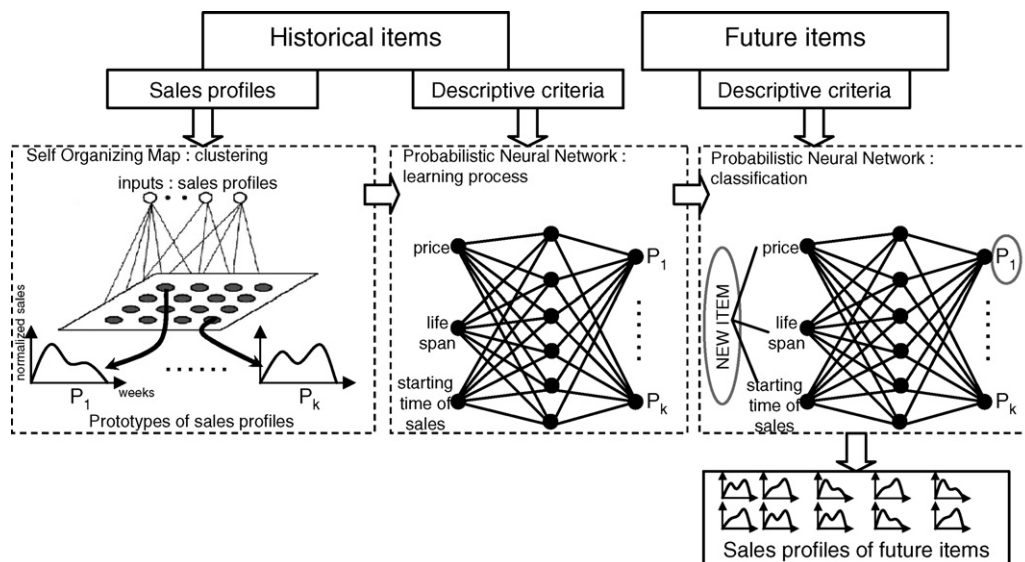 Historical items
Future items
Sales profiles
Descriptive criteria
Descriptive criteria
Self Organizing Map : clustering
inputs : sales profiles
normalized sales
P1
weeks
Pk
Prototypes of sales profiles
Probabilistic Neural Network :
learning process
price
life
span
starting
time of
sales
P1
Pk
Probabilistic Neural Network :
classification
NEW ITEM
price
life
span
starting
time of
sales
P1
Pk
Sales profiles of future items